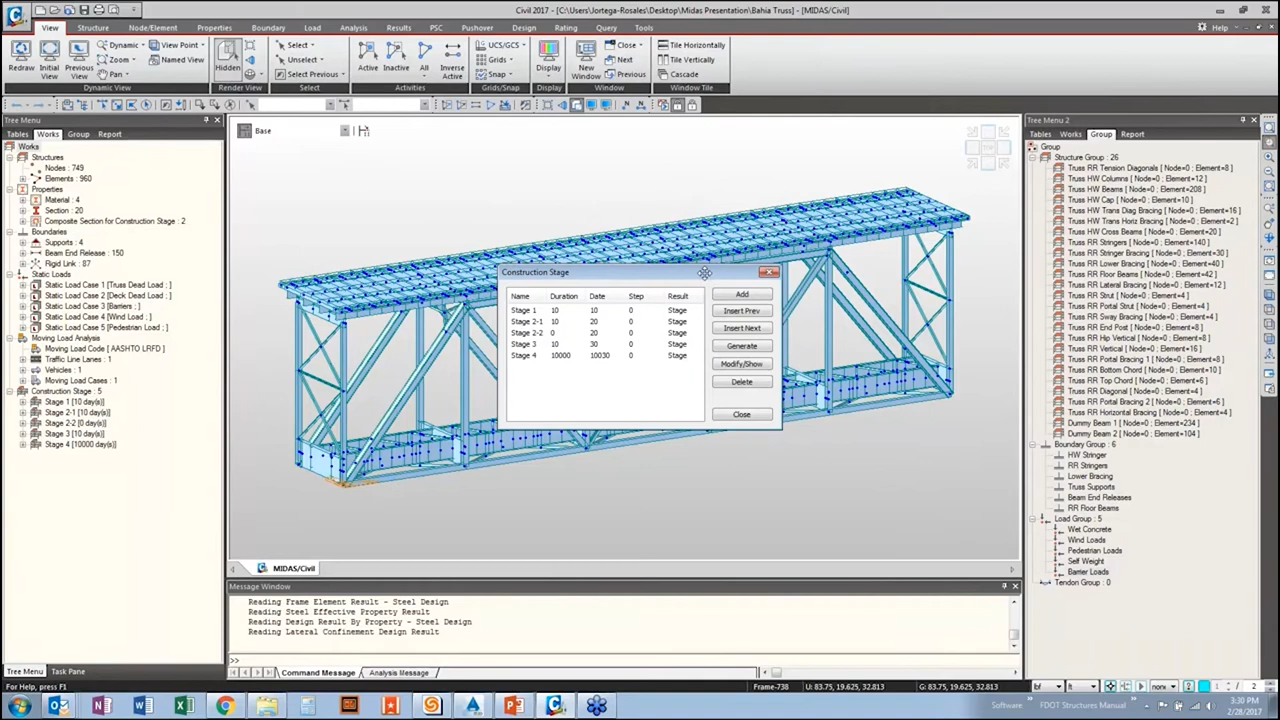 Civil 2017 - [C:\Users\Jortega-Rosales\Desktop\Midas Presentation\Bahia Truss] - [MIDAS/Civil]
View Structure Node/Element Properties Boundary Load Analysis Results PSC Pushover Design Rating Query Tools Help
Redraw Initial View Previous View Dynamic Zoom Pan View Point Named View Hidden Select Unselect Select Previous Active Inactive All Inverse Active UCS/GCS Grids Snap Display New Window Close Next Previous Tile Horizontally Tile Vertically Cascade
Dynamic View Render View Select Activities Grids/Snap Display Window Window Tile
Tree Menu
Tables Works Group Report
Works
Structures
Nodes : 749
Elements : 960
Properties
Material : 4
Section : 20
Composite Section for Construction Stage : 2
Boundaries
Supports : 4
Beam End Release : 150
Rigid Link : 87
Static Loads
Static Load Case 1 [Truss Dead Load ; ]
Static Load Case 2 [Deck Dead Load ; ]
Static Load Case 3 [Barriers ; ]
Static Load Case 4 [Wind Load ; ]
Static Load Case 5 [Pedestrian Load ; ]
Moving Load Analysis
Moving Load Code [ AASHTO LRFD ]
Traffic Line Lanes : 1
Vehicles : 1
Moving Load Cases : 1
Construction Stage : 5
Stage 1 [10 day(s)]
Stage 2-1 [10 day(s)]
Stage 2-2 [0 day(s)]
Stage 3 [10 day(s)]
Stage 4 [10000 day(s)]
Tree Menu Task Pane
Base
TOP
Construction Stage
Name Duration Date Step Result
Stage 1 10 10 0 Stage
Stage 2-1 10 20 0 Stage
Stage 2-2 0 20 0 Stage
Stage 3 10 30 0 Stage
Stage 4 10000 10030 0 Stage
Add
Insert Prev
Insert Next
Generate
Modify/Show
Delete
Close
MIDAS/Civil
Message Window
Reading Frame Element Result - Steel Design
Reading Steel Effective Property Result
Reading Design Result By Property - Steel Design
Reading Lateral Confinement Design Result
>>
Command Message Analysis Message
Tree Menu 2
Tables Works Group Report
Group
Structure Group : 26
Truss RR Tension Diagonals [ Node=0 ; Element=8 ]
Truss HW Columns [ Node=0 ; Element=12 ]
Truss HW Beams [ Node=0 ; Element=208 ]
Truss HW Cap [ Node=0 ; Element=10 ]
Truss HW Trans Diag Bracing [ Node=0 ; Element=16 ]
Truss HW Trans Horiz Bracing [ Node=0 ; Element=2 ]
Truss HW Cross Beams [ Node=0 ; Element=20 ]
Truss RR Stringers [ Node=0 ; Element=140 ]
Truss RR Stringer Bracing [ Node=0 ; Element=30 ]
Truss RR Lower Bracing [ Node=0 ; Element=40 ]
Truss RR Floor Beams [ Node=0 ; Element=42 ]
Truss RR Lateral Bracing [ Node=0 ; Element=12 ]
Truss RR Strut [ Node=0 ; Element=4 ]
Truss RR Portal Strut [ Node=0 ; Element=4 ]
Truss RR Sway Bracing [ Node=0 ; Element=12 ]
Truss RR End Post [ Node=0 ; Element=8 ]
Truss RR Hip Vertical [ Node=0 ; Element=8 ]
Truss RR Vertical [ Node=0 ; Element=16 ]
Truss RR Portal Bracing 1 [ Node=0 ; Element=2 ]
Truss RR Bottom Chord [ Node=0 ; Element=10 ]
Truss RR Top Chord [ Node=0 ; Element=6 ]
Truss RR Diagonal [ Node=0 ; Element=4 ]
Truss RR Portal Bracing 2 [ Node=0 ; Element=6 ]
Truss RR Horizontal Bracing [ Node=0 ; Element=4 ]
Dummy Beam 1 [ Node=0 ; Element=234 ]
Dummy Beam 2 [ Node=0 ; Element=104 ]
Boundary Group : 6
HW Stringer
RR Stringers
Lower Bracing
Truss Supports
Beam End Releases
RR Floor Beams
Load Group : 5
Wet Concrete
Wind Loads
Pedestrian Loads
Self Weight
Barrier Loads
Tendon Group : 0
For Help, press F1
Frame-738 U: 83.75, 19.625, 32.813 G: 83.75, 19.625, 32.813 lbf ft none 1 / 2
Software FDOT Structures Manual
3:30 PM
2/28/2017